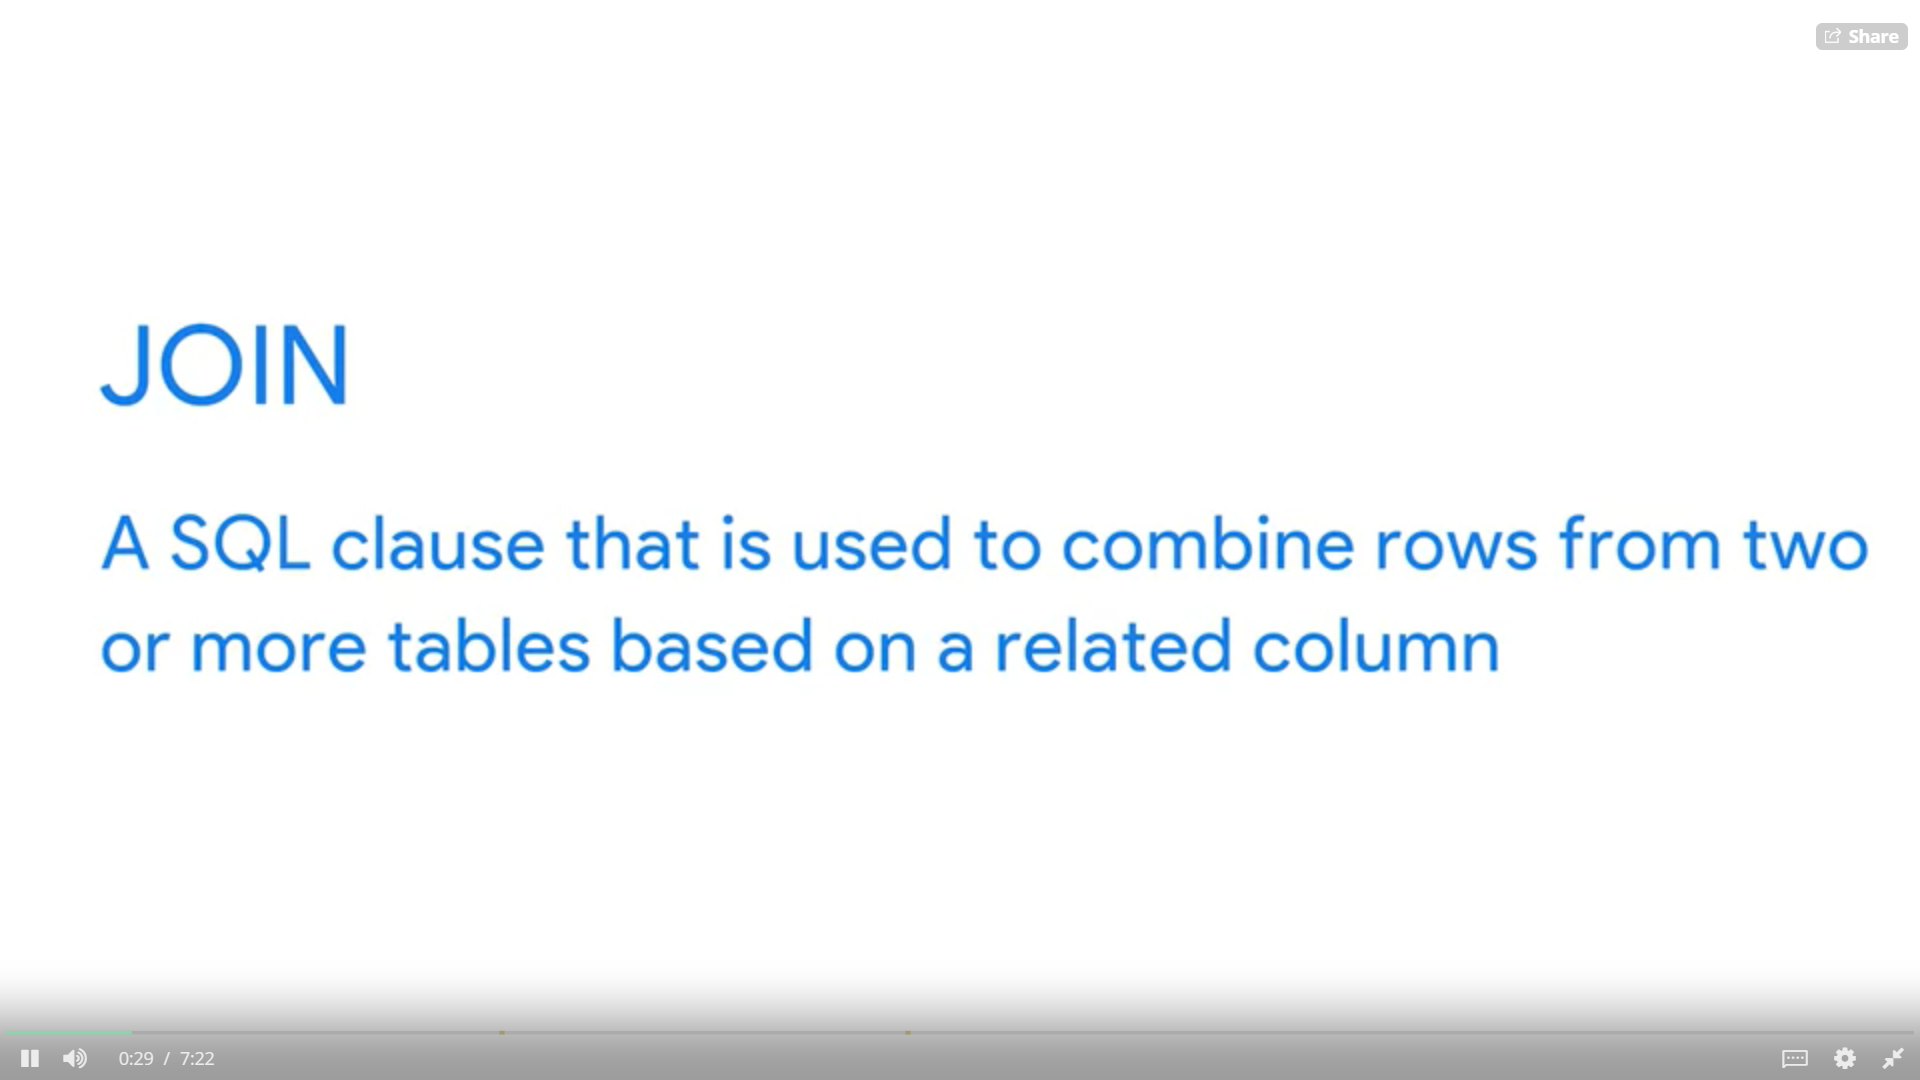 Share
JOIN
A SQL clause that is used to combine rows from two
or more tables based on a related column
0:29 / 7:22